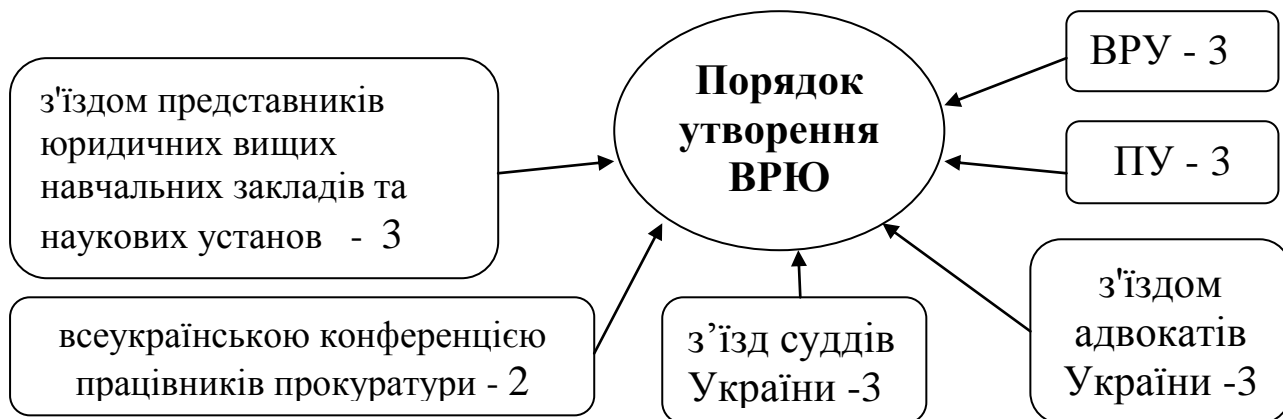 Порядок
утворення
ВРЮ
ВРУ - 3
ПУ - 3
з'їздом представників
юридичних вищих
навчальних закладів та
наукових установ - 3
всеукраїнською конференцією
працівників прокуратури - 2
з’їзд суддів
України -3
з'їздом
адвокатів
України -3